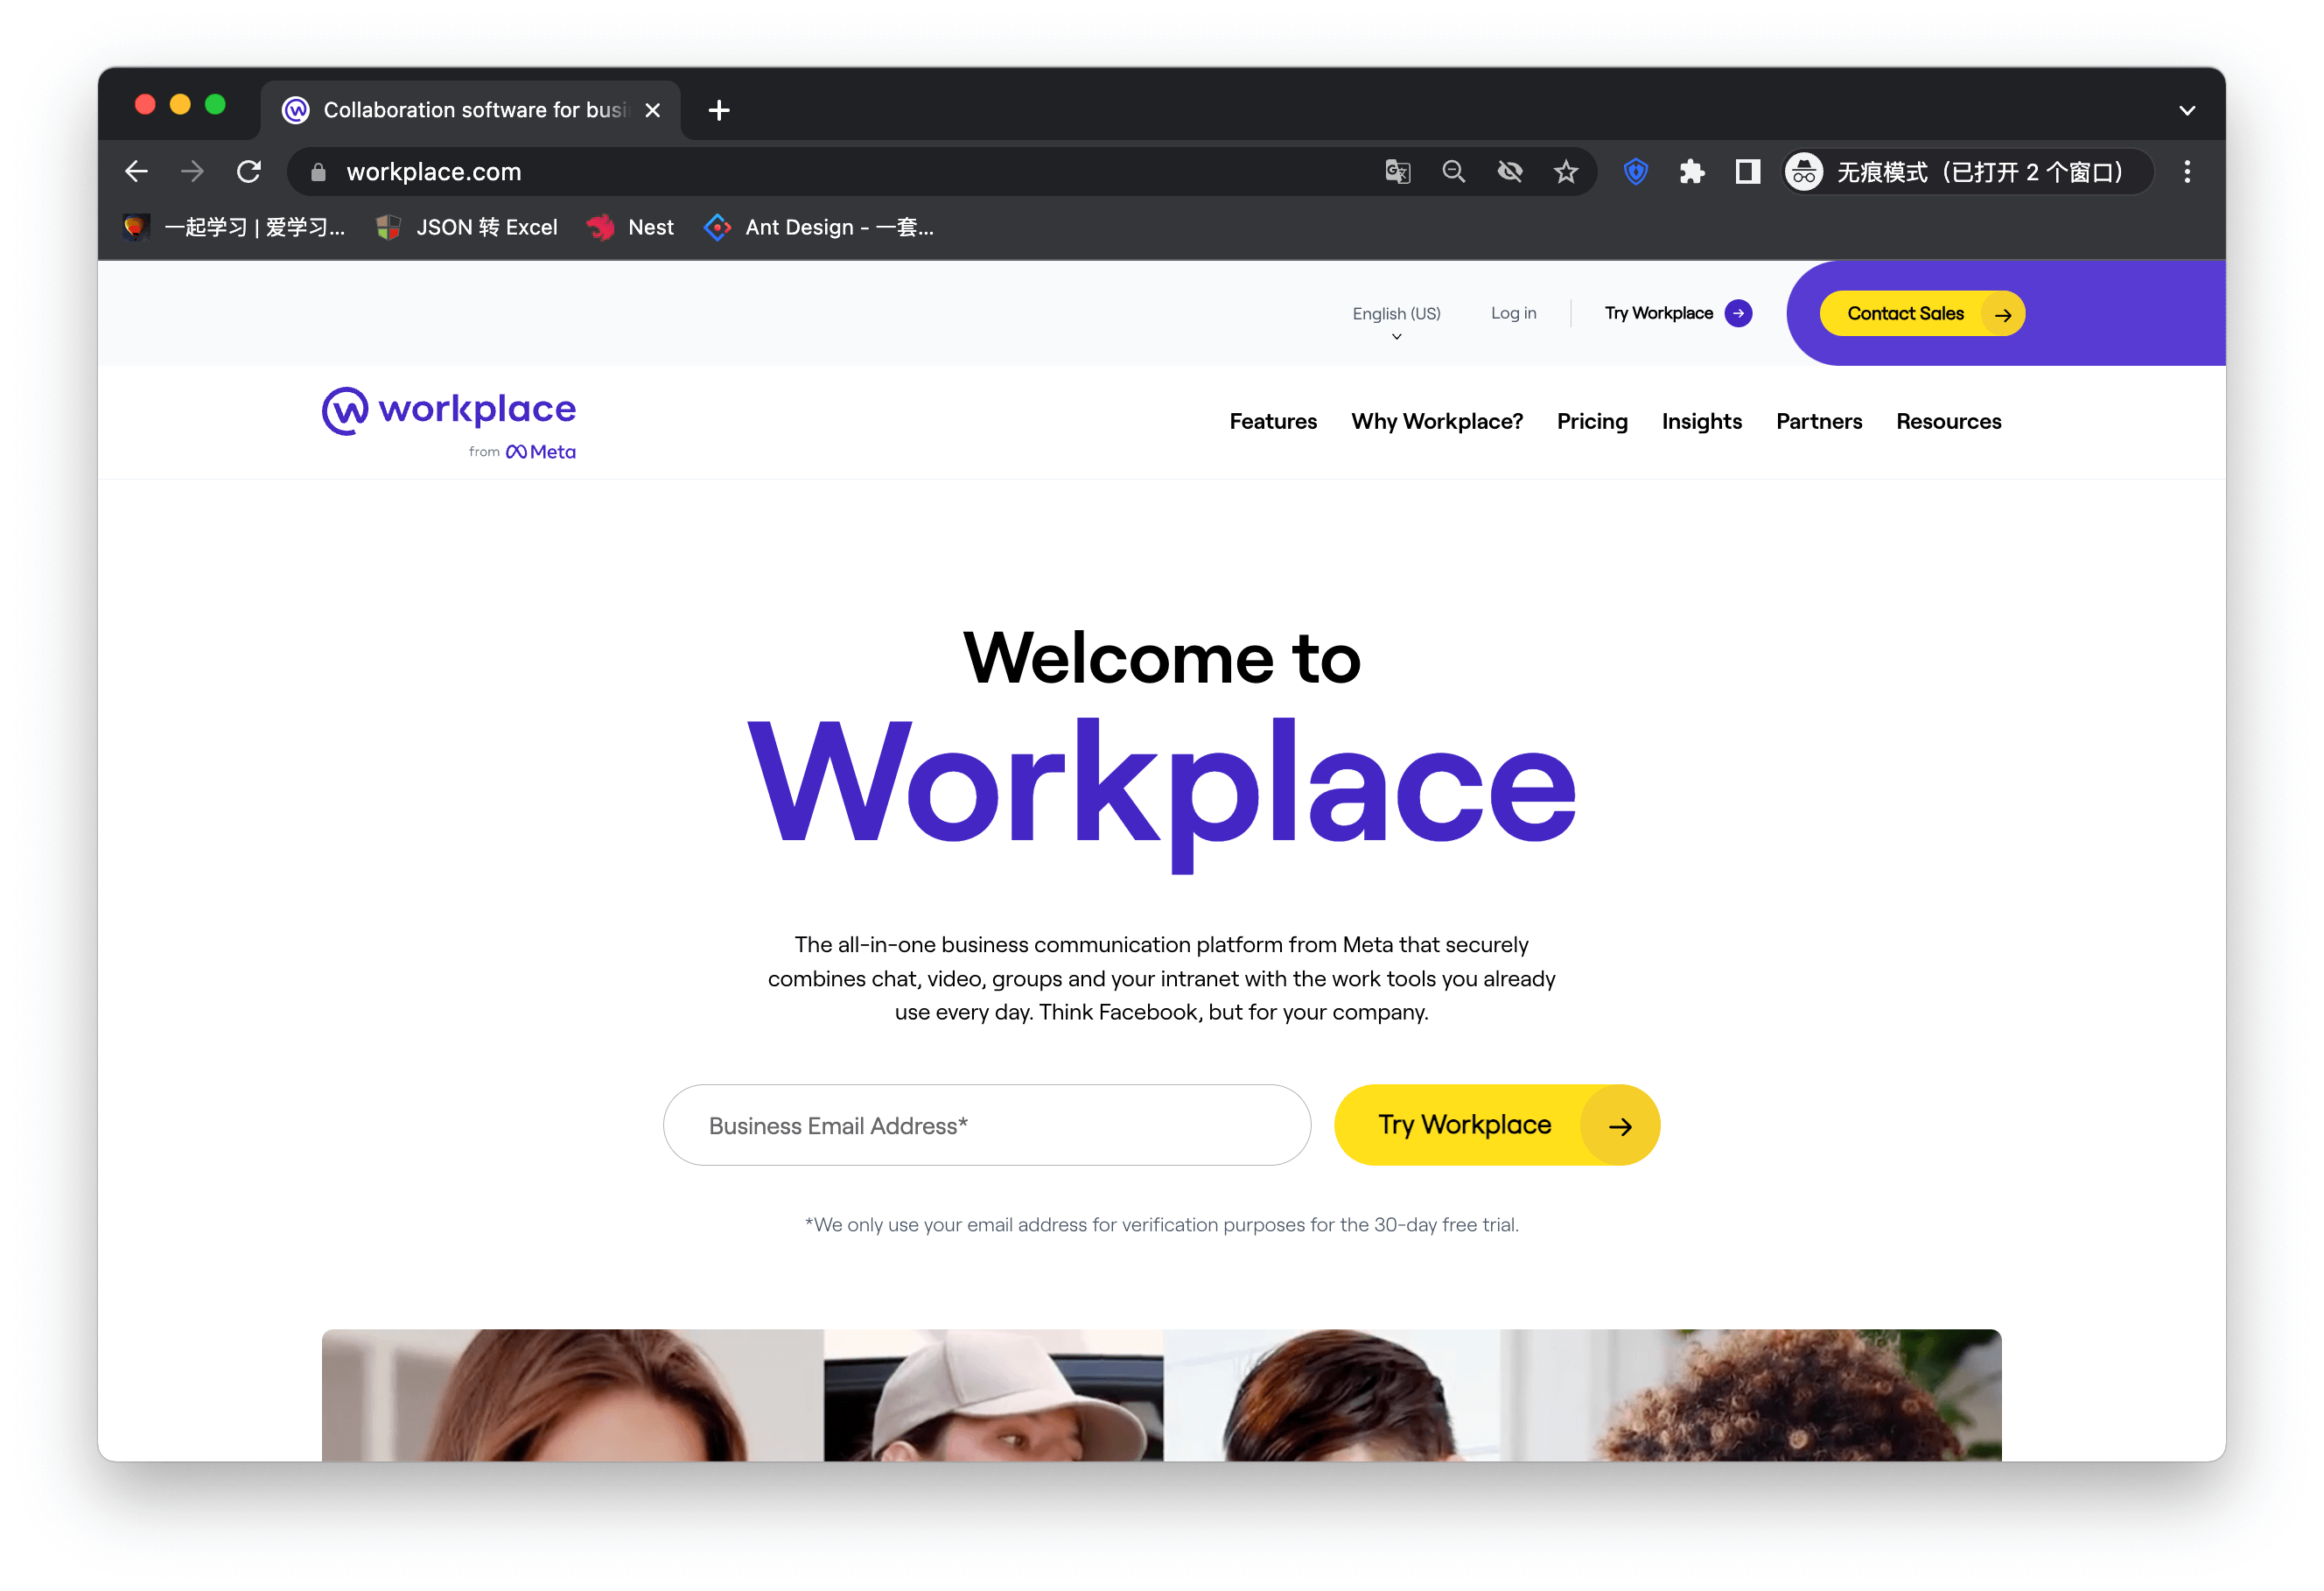 Collaboration software for busi
workplace.com
无痕模式（已打开 2 个窗口）
一起学习 | 爱学习...
JSON 转 Excel
Nest
Ant Design - 一套...
English (US)
Log in
Try Workplace
Contact Sales
workplace
from Meta
Features
Why Workplace?
Pricing
Insights
Partners
Resources
Welcome to
Workplace
The all-in-one business communication platform from Meta that securely
combines chat, video, groups and your intranet with the work tools you already
use every day. Think Facebook, but for your company.
Business Email Address*
Try Workplace
*We only use your email address for verification purposes for the 30-day free trial.